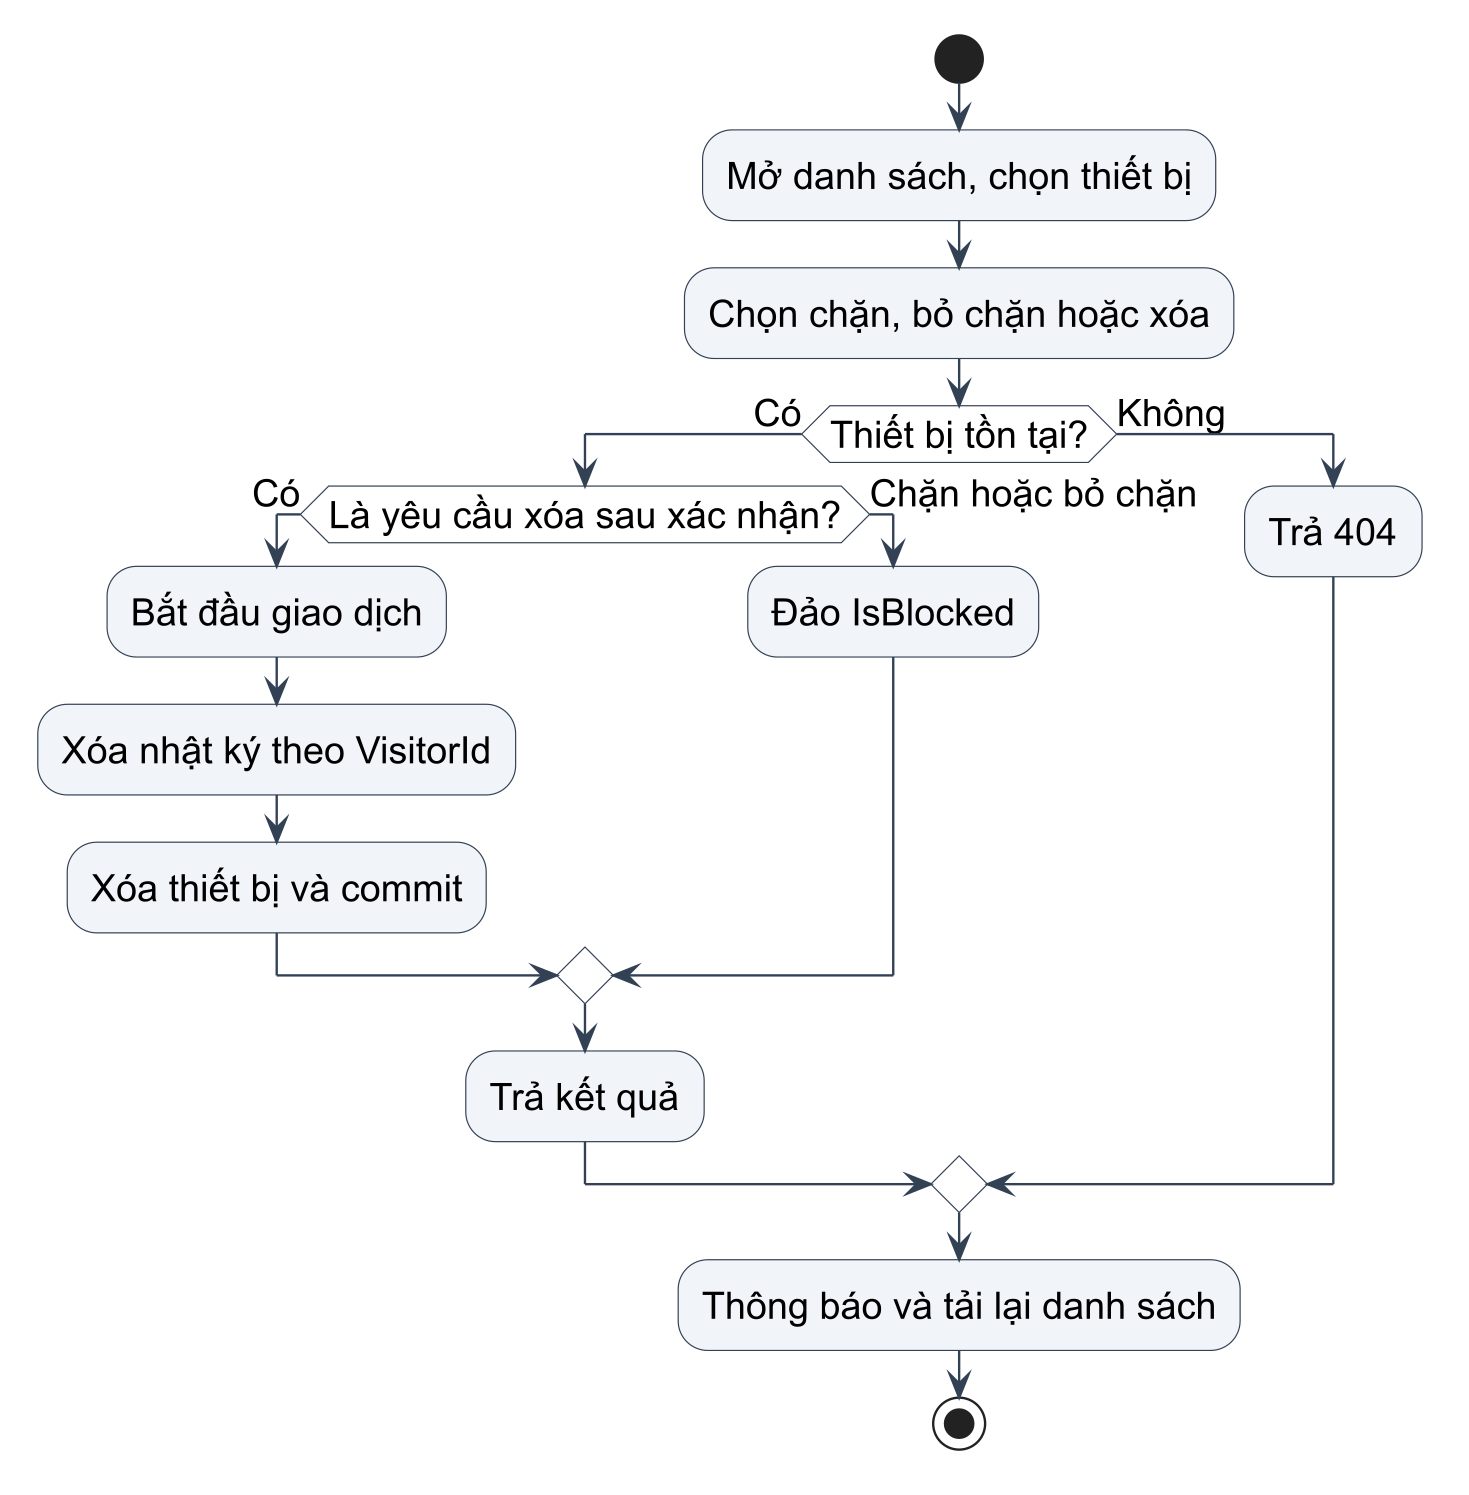 Mở danh sách, chọn thiết bị
Chọn chặn, bỏ chặn hoặc xóa
Có
Thiết bị tồn tại?
Không
Có
Là yêu cầu xóa sau xác nhận?
Chặn hoặc bỏ chặn
Trả 404
Bắt đầu giao dịch
Đảo IsBlocked
Xóa nhật ký theo VisitorId
Xóa thiết bị và commit
Trả kết quả
Thông báo và tải lại danh sách